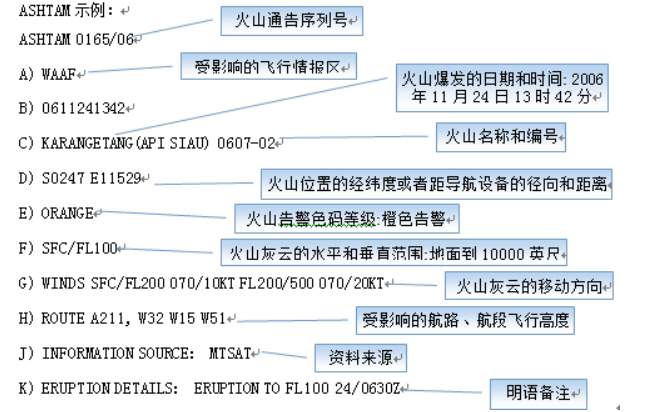 ASHTAM 示例：
火山通告序列号
ASHTAM 0165/06
受影响的飞行情报区
A) WAAF
火山爆发的日期和时间: 2006
年 11 月 24 日 13 时 42 分
B) 0611241342
火山名称和编号
C) KARANGETANG(API SIAU) 0607-02
D) S0247 E11529
火山位置的经纬度或者距导航设备的径向和距离
E) ORANGE
火山告警色码等级:橙色告警
F) SFC/FL100
火山灰云的水平和垂直范围:地面到 10000 英尺
G) WINDS SFC/FL200 070/10KT FL200/500 070/20KT
火山灰云的移动方向
H) ROUTE A211, W32 W15 W51
受影响的航路、航段飞行高度
J) INFORMATION SOURCE: MTSAT
资料来源
K) ERUPTION DETAILS: ERUPTION TO FL100 24/0630Z
明语备注